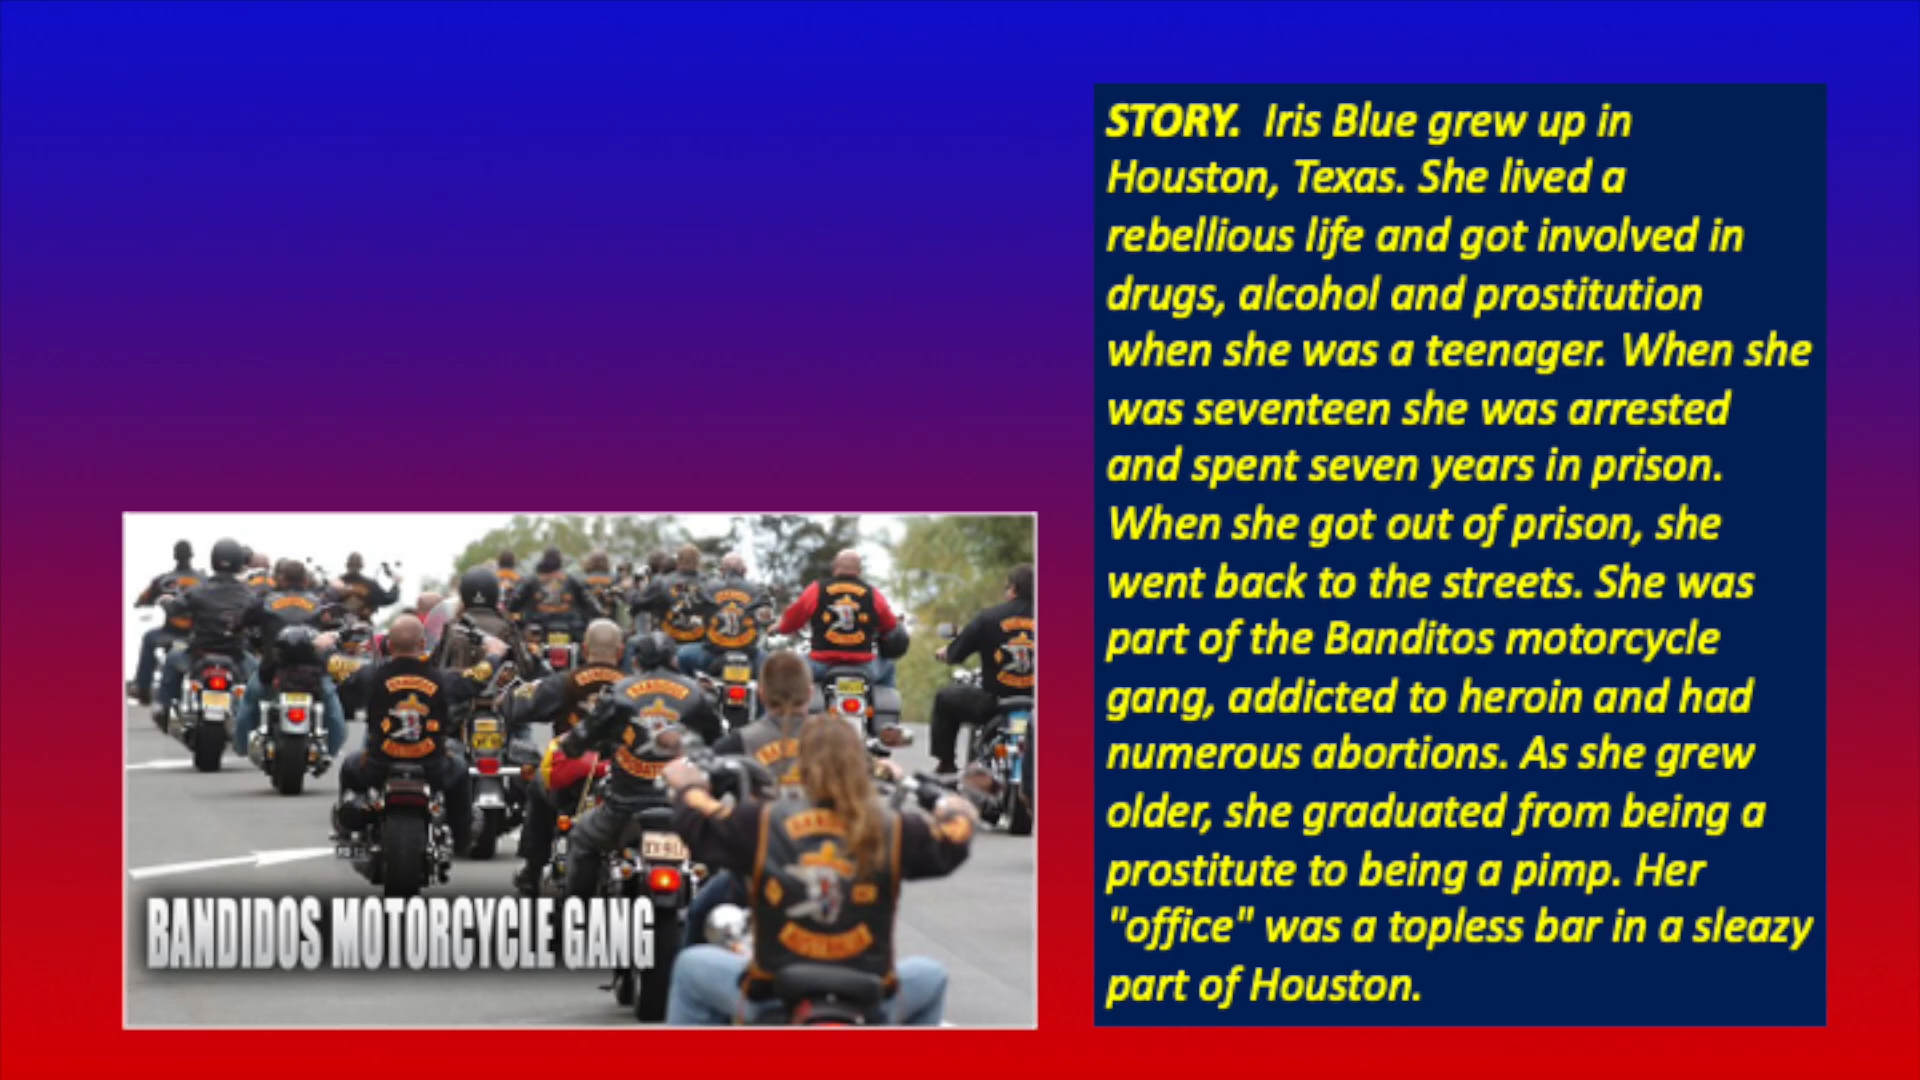 STORY.  Iris Blue grew up in
Houston, Texas. She lived a
rebellious life and got involved in
drugs, alcohol and prostitution
when she was a teenager. When she
was seventeen she was arrested
and spent seven years in prison.
When she got out of prison, she
went back to the streets. She was
part of the Banditos motorcycle
gang, addicted to heroin and had
numerous abortions. As she grew
older, she graduated from being a
prostitute to being a pimp. Her
"office" was a topless bar in a sleazy
part of Houston.
BANDIDOS MOTORCYCLE GANG